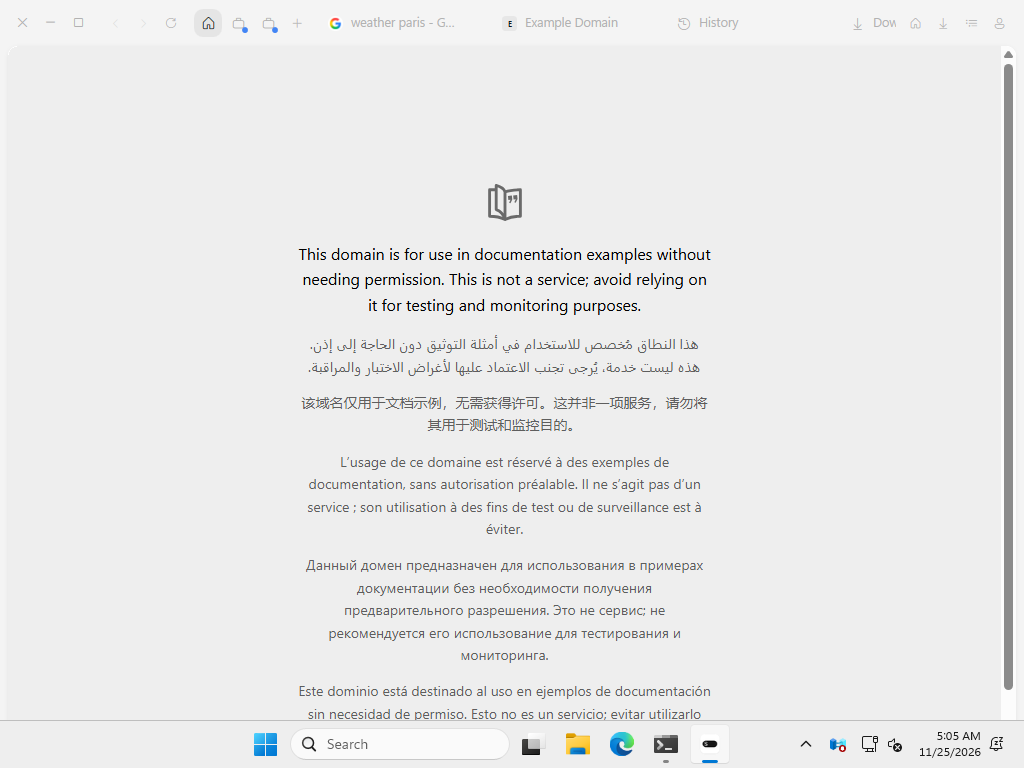 weather paris - G...
E
Example Domain
History
Dow
This domain is for use in documentation examples without
needing permission. This is not a service; avoid relying on
it for testing and monitoring purposes.
هذا النطاق مُخصص للاستخدام في أمثلة التوثيق دون الحاجة إلى إذن.
هذه ليست خدمة، يُرجى تجنب الاعتماد عليها لأغراض الاختبار والمراقبة.
该域名仅用于文档示例，无需获得许可。这并非一项服务，请勿将
其用于测试和监控目的。
L’usage de ce domaine est réservé à des exemples de
documentation, sans autorisation préalable. Il ne s’agit pas d’un
service ; son utilisation à des fins de test ou de surveillance est à
éviter.
Данный домен предназначен для использования в примерах
документации без необходимости получения
предварительного разрешения. Это не сервис; не
рекомендуется его использование для тестирования и
мониторинга.
Este dominio está destinado al uso en ejemplos de documentación
sin necesidad de permiso. Esto no es un servicio; evitar utilizarlo
Search
5:05 AM
11/25/2026